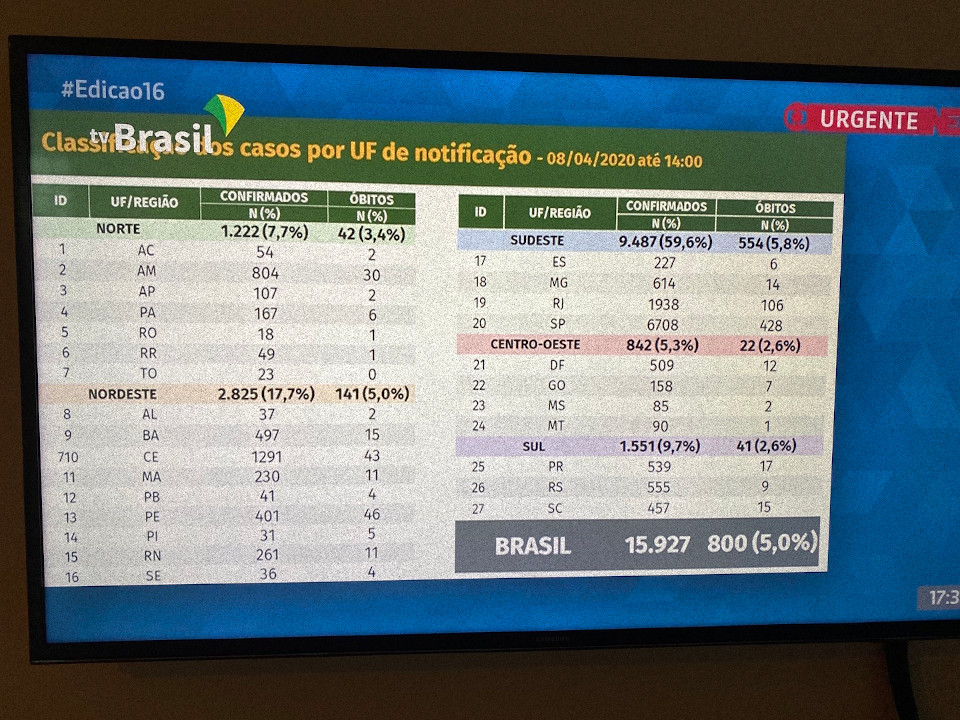 #Edicao16
tv Brasil
URGENTE
Classificação dos casos por UF de notificação - 08/04/2020 até 14:00
ID UF/REGIÃO CONFIRMADOS ÓBITOS
N (%) N (%)
NORTE 1.222 (7,7%) 42 (3,4%)
1 AC 54 2
2 AM 804 30
3 AP 107 2
4 PA 167 6
5 RO 18 1
6 RR 49 1
7 TO 23 0
NORDESTE 2.825 (17,7%) 141 (5,0%)
8 AL 37 2
9 BA 497 15
710 CE 1291 43
11 MA 230 11
12 PB 41 4
13 PE 401 46
14 PI 31 5
15 RN 261 11
16 SE 36 4
ID UF/REGIÃO CONFIRMADOS ÓBITOS
N (%) N (%)
SUDESTE 9.487 (59,6%) 554 (5,8%)
17 ES 227 6
18 MG 614 14
19 RJ 1938 106
20 SP 6708 428
CENTRO-OESTE 842 (5,3%) 22 (2,6%)
21 DF 509 12
22 GO 158 7
23 MS 85 2
24 MT 90 1
SUL 1.551 (9,7%) 41 (2,6%)
25 PR 539 17
26 RS 555 9
27 SC 457 15
BRASIL 15.927 800 (5,0%)
17:3